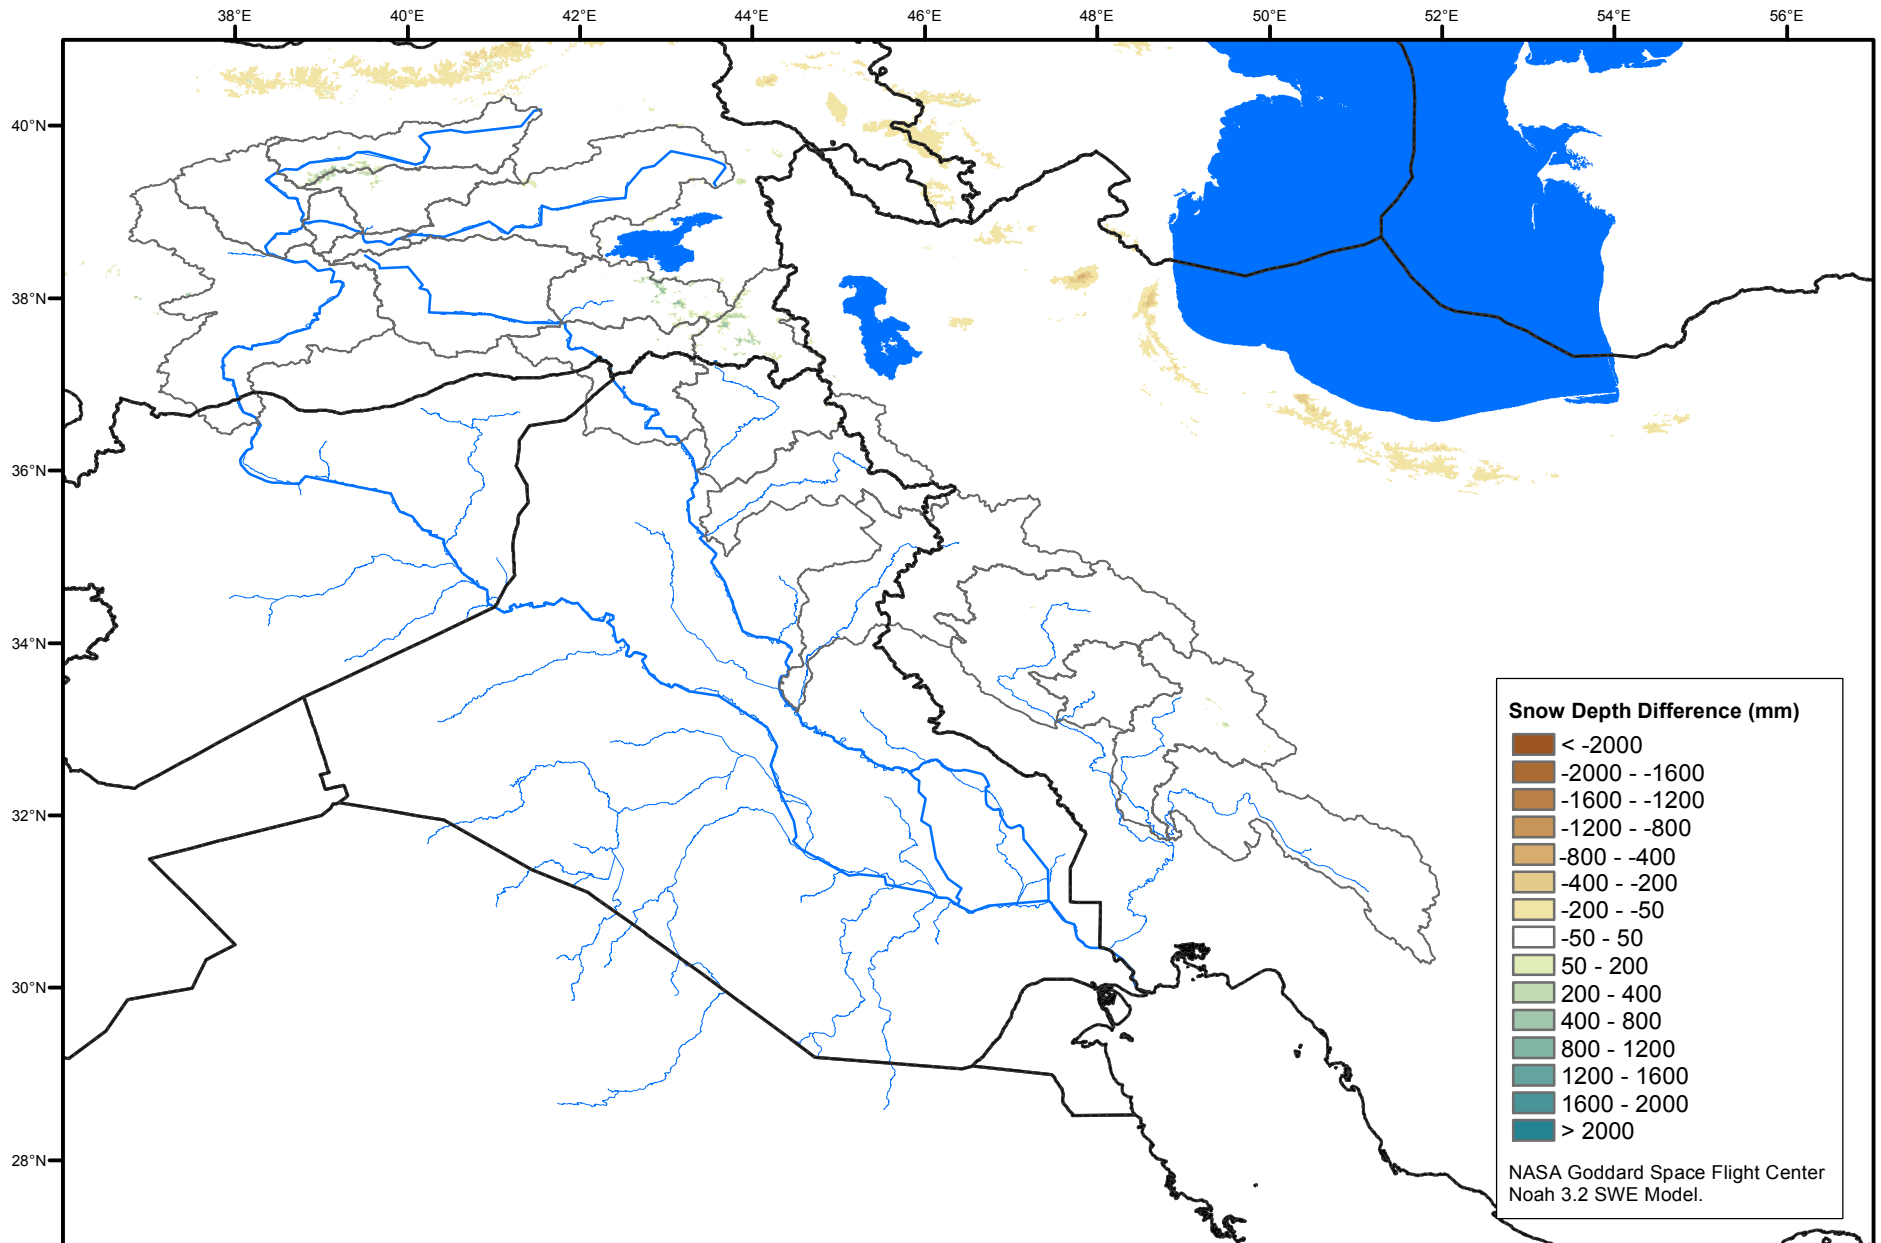 38°E 40°E 42°E 44°E 46°E 48°E 50°E 52°E 54°E 56°E
40°N
38°N
36°N
34°N
32°N
30°N
28°N
Snow Depth Difference (mm)
< -2000
-2000 - -1600
-1600 - -1200
-1200 - -800
-800 - -400
-400 - -200
-200 - -50
-50 - 50
50 - 200
200 - 400
400 - 800
800 - 1200
1200 - 1600
1600 - 2000
> 2000
NASA Goddard Space Flight Center
Noah 3.2 SWE Model.